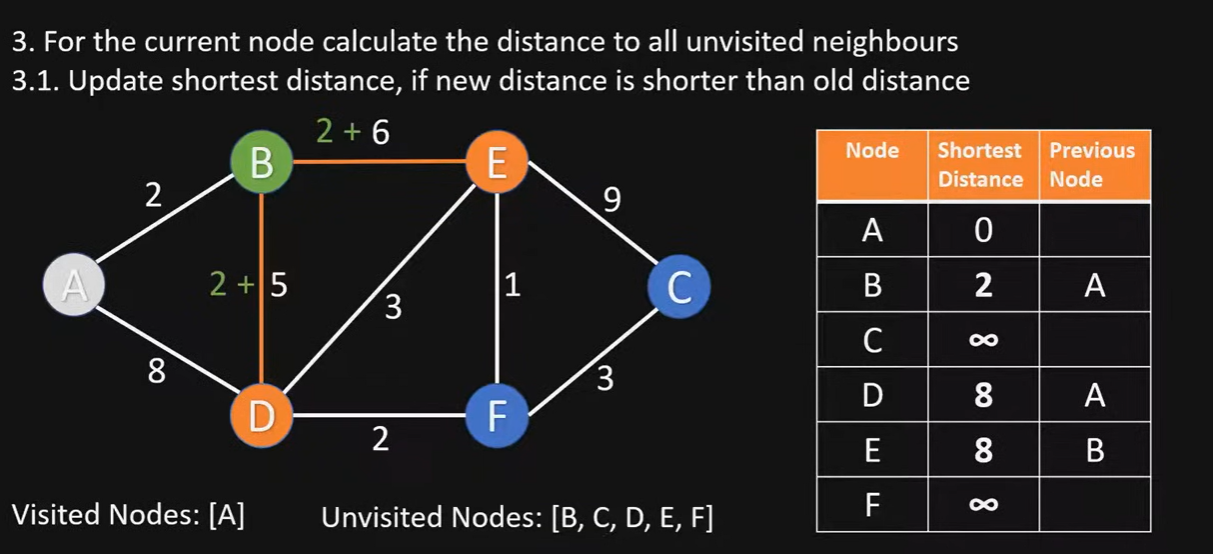 3. For the current node calculate the distance to all unvisited neighbours
3.1. Update shortest distance, if new distance is shorter than old distance
2 + 6
B
E
2
9
A
2 + 5
3
1
C
8
3
D
F
2
Visited Nodes: [A]
Unvisited Nodes: [B, C, D, E, F]
Node Shortest Distance Previous Node
A 0
B 2 A
C ∞
D 8 A
E 8 B
F ∞